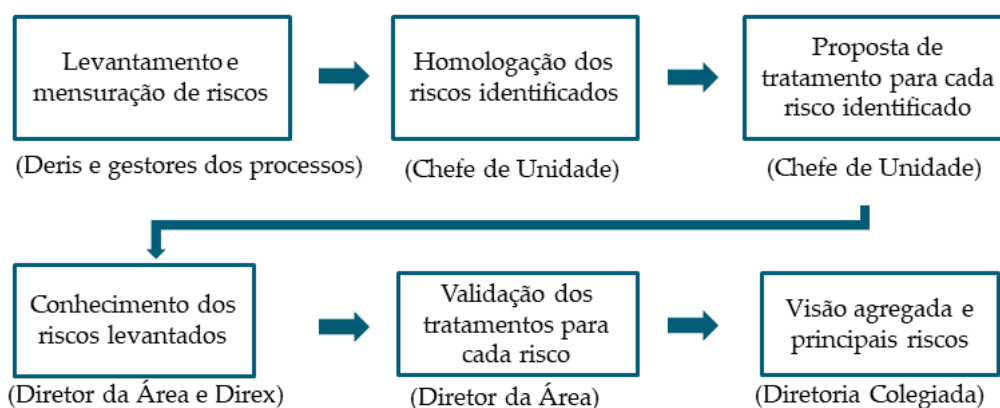 Levantamento e
mensuração de riscos
(Deris e gestores dos processos)
Homologação dos
riscos identificados
(Chefe de Unidade)
Proposta de
tratamento para cada
risco identificado
(Chefe de Unidade)
Conhecimento dos
riscos levantados
(Diretor da Área e Direx)
Validação dos
tratamentos para
cada risco
(Diretor da Área)
Visão agregada e
principais riscos
(Diretoria Colegiada)